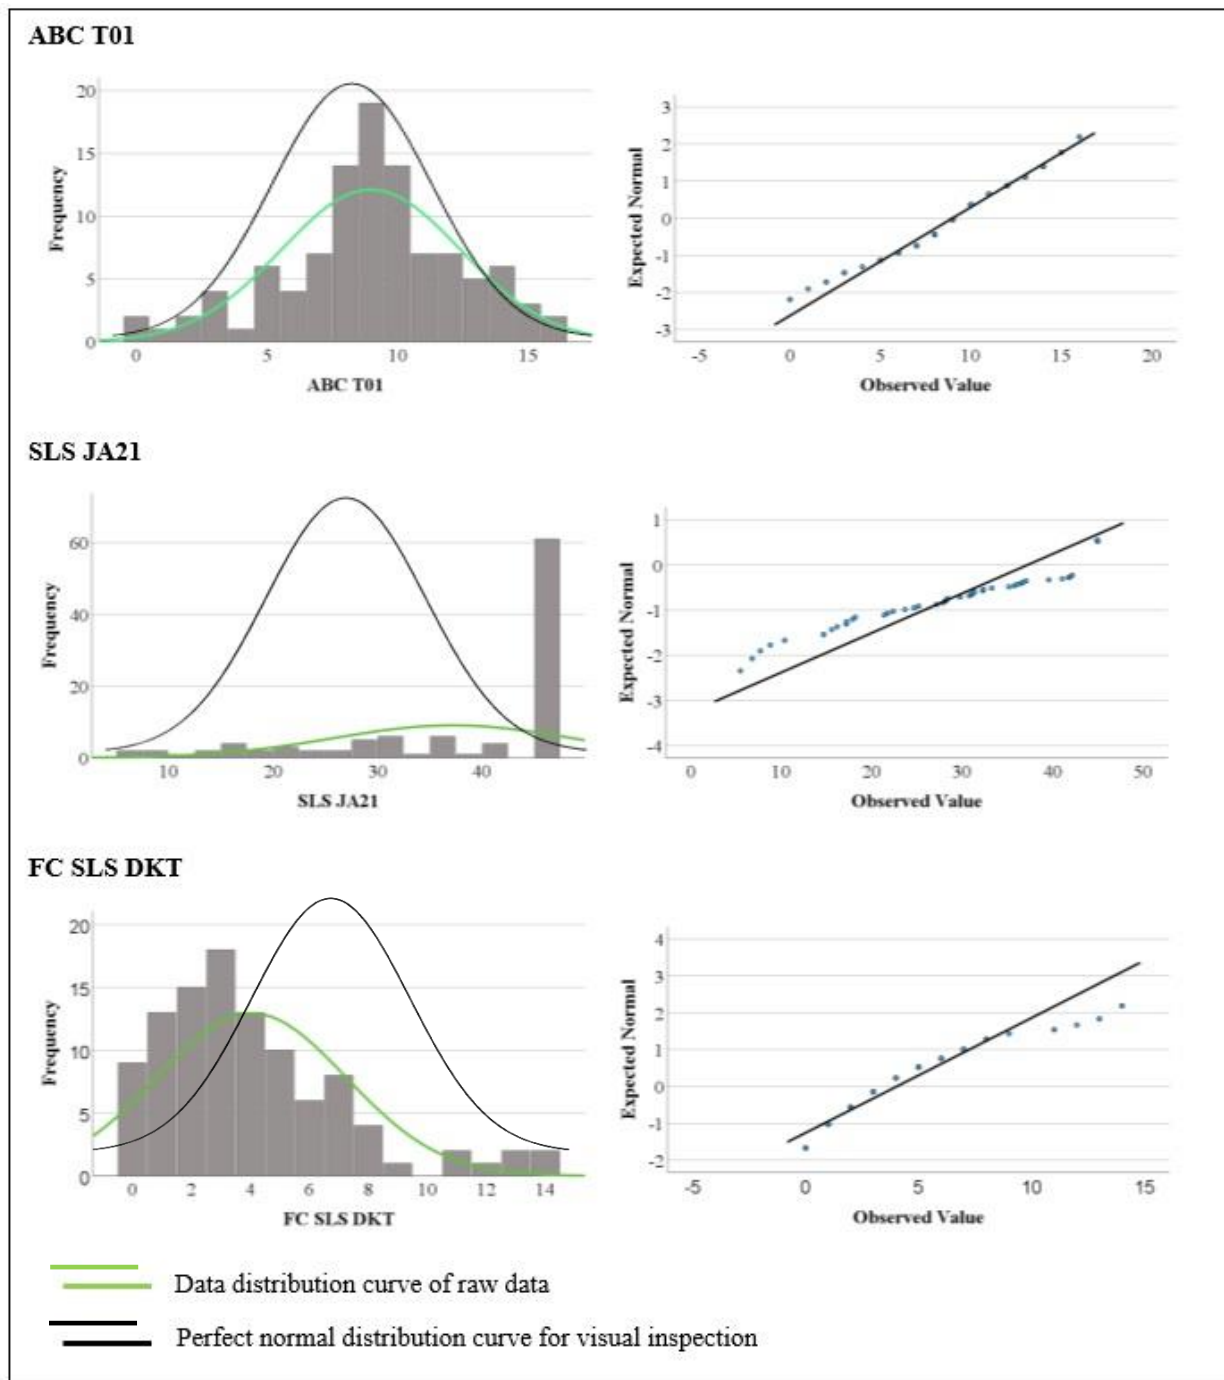 ABC T01
20
15
10
5
0
Frequency
0 5 10 15
ABC T01
3
2
1
0
-1
-2
-3
Expected Normal
-5 0 5 10 15 20
Observed Value
SLS JA21
60
40
20
0
Frequency
10 20 30 40
SLS JA21
1
0
-1
-2
-3
-4
Expected Normal
0 10 20 30 40 50
Observed Value
FC SLS DKT
20
15
10
5
0
Frequency
0 2 4 6 8 10 12 14
FC SLS DKT
4
3
2
1
0
-1
-2
Expected Normal
-5 0 5 10 15
Observed Value
Data distribution curve of raw data
Perfect normal distribution curve for visual inspection